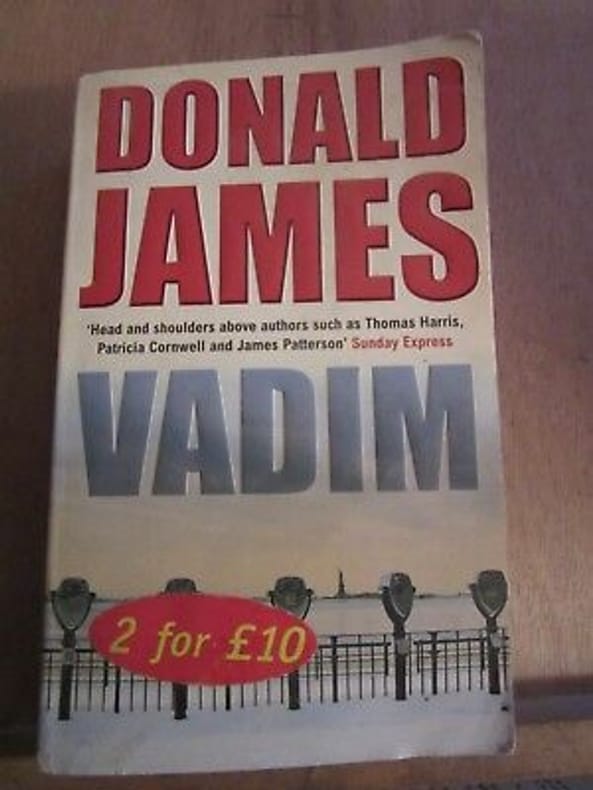 DONALD
JAMES
'Head and shoulders above authors such as Thomas Harris,
Patricia Cornwell and James Patterson' Sunday Express
VADIM
2 for £10